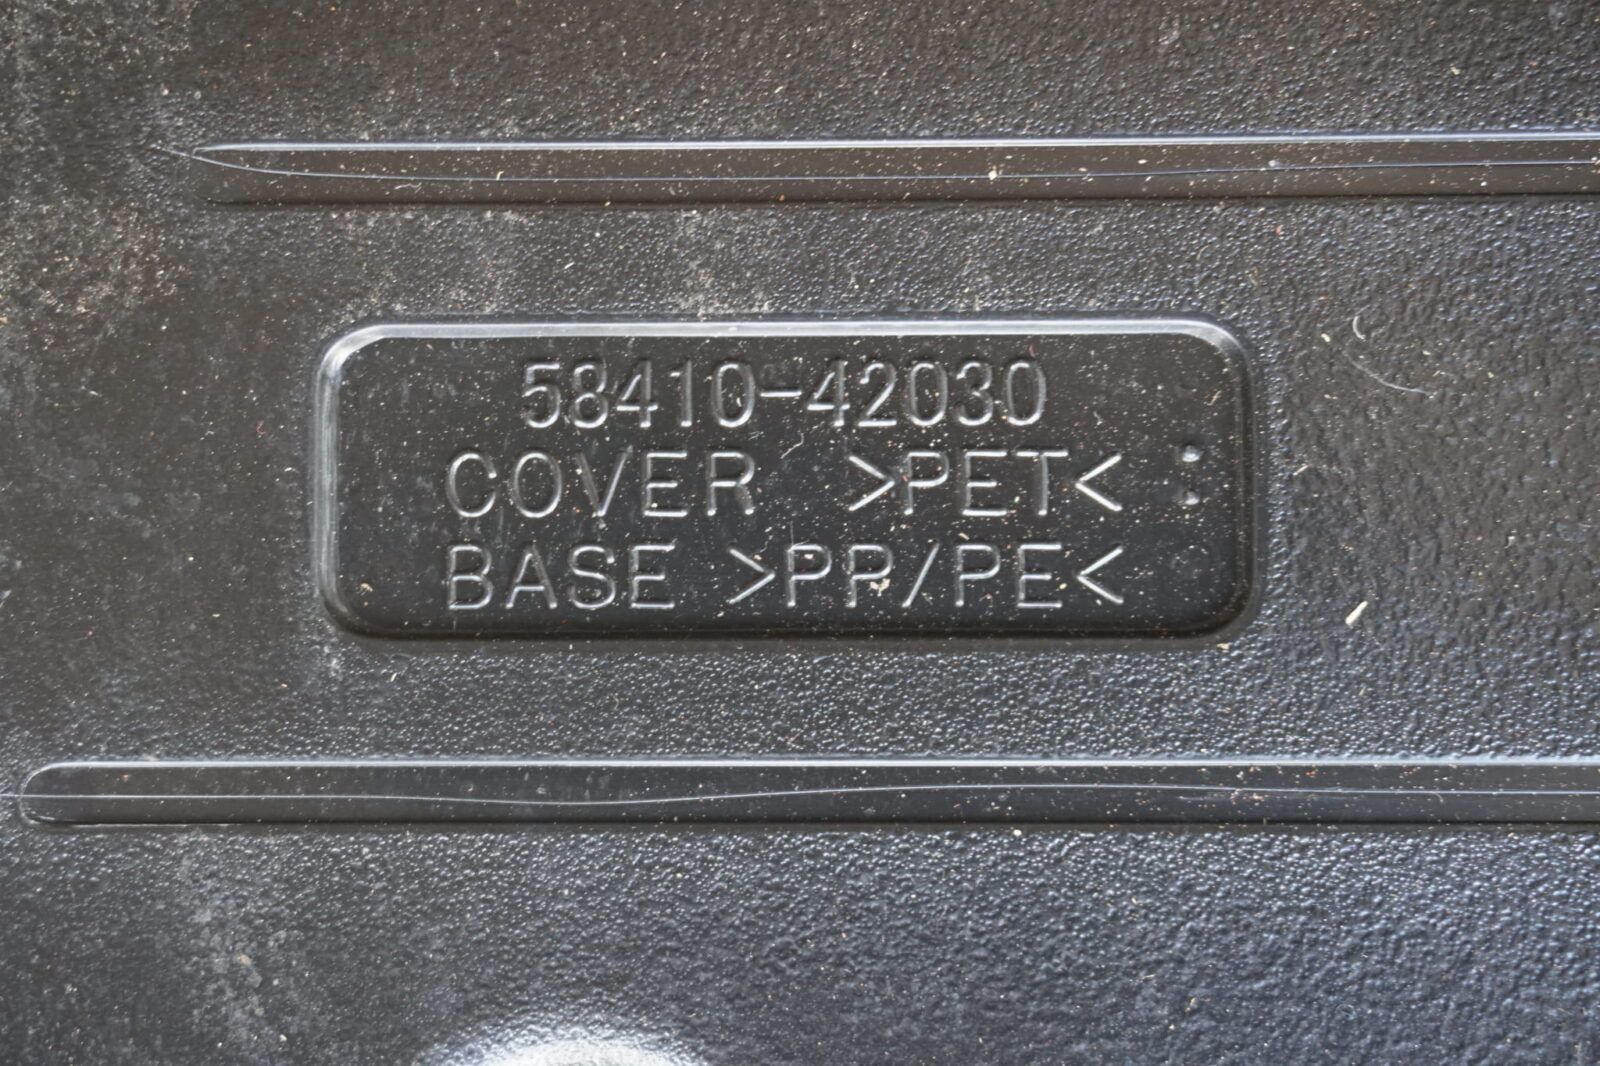 58410-42030
COVER >PET<
BASE >PP/PE<